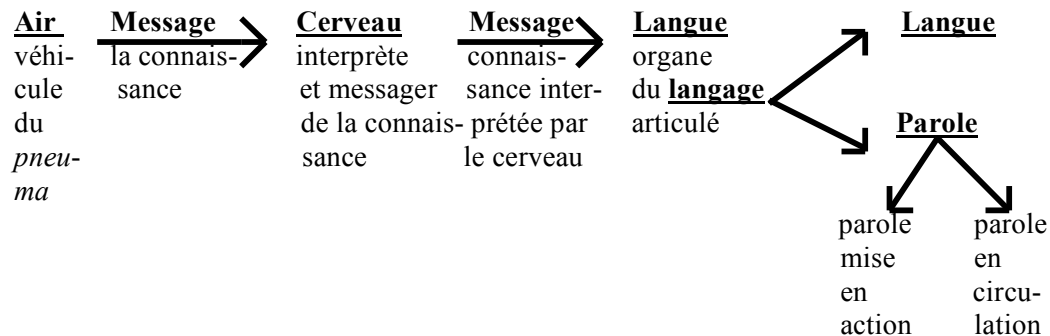 Air Message Cerveau Message Langue Langue
véhi- la connais- interprète connais- organe
cule sance et messager sance inter- du langage
du de la connais- prétée par articulé Parole
pneu- sance le cerveau
ma
parole parole
mise en
en circu-
action lation